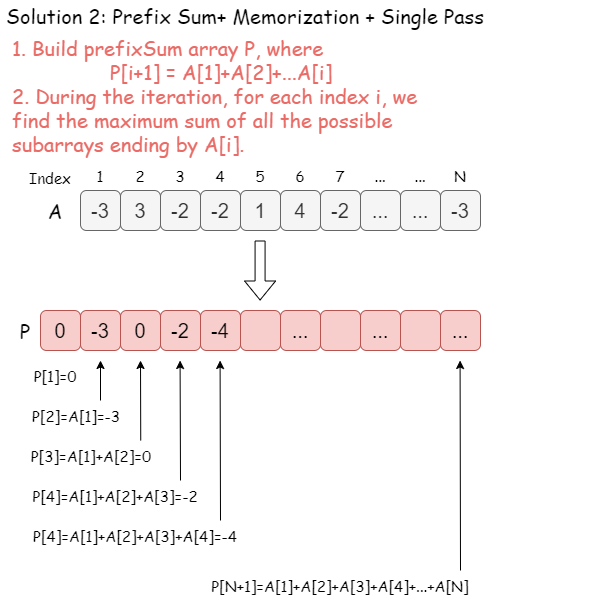 Solution 2: Prefix Sum+ Memorization + Single Pass
1. Build prefixSum array P, where
P[i+1] = A[1]+A[2]+...A[i]
2. During the iteration, for each index i, we
find the maximum sum of all the possible
subarrays ending by A[i].
Index 1 2 3 4 5 6 7 ... ... N
A -3 3 -2 -2 1 4 -2 ... ... -3
P 0 -3 0 -2 -4 ... ... ...
P[1]=0
P[2]=A[1]=-3
P[3]=A[1]+A[2]=0
P[4]=A[1]+A[2]+A[3]=-2
P[4]=A[1]+A[2]+A[3]+A[4]=-4
P[N+1]=A[1]+A[2]+A[3]+A[4]+...+A[N]